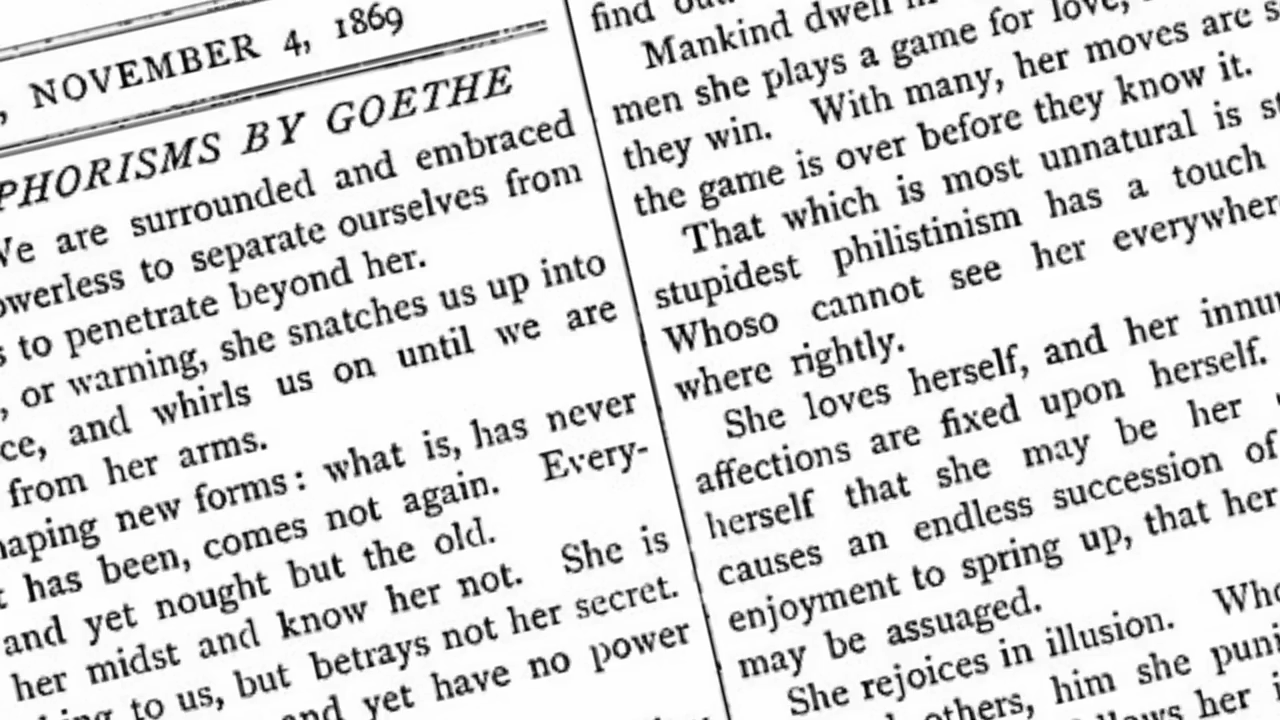 , NOVEMBER 4, 1869
PHORISMS BY GOETHE
We are surrounded and embraced
owerless to separate ourselves from
s to penetrate beyond her.
, or warning, she snatches us up into
ce, and whirls us on until we are
from her arms.
haping new forms: what is, has never
t has been, comes not again. Every-
and yet nought but the old.
her midst and know her not. She is
to us, but betrays not her secret.
and yet have no power
find
Mankind dwell in
men she plays a game for love,
they win. With many, her moves are s
the game is over before they know it.
That which is most unnatural is st
stupidest philistinism has a touch
Whoso cannot see her everywhere
where rightly.
She loves herself, and her innu
affections are fixed upon herself.
herself that she may be her
causes an endless succession of
enjoyment to spring up, that her
may be assuaged.
She rejoices in illusion. Who
others, him she puni
her i